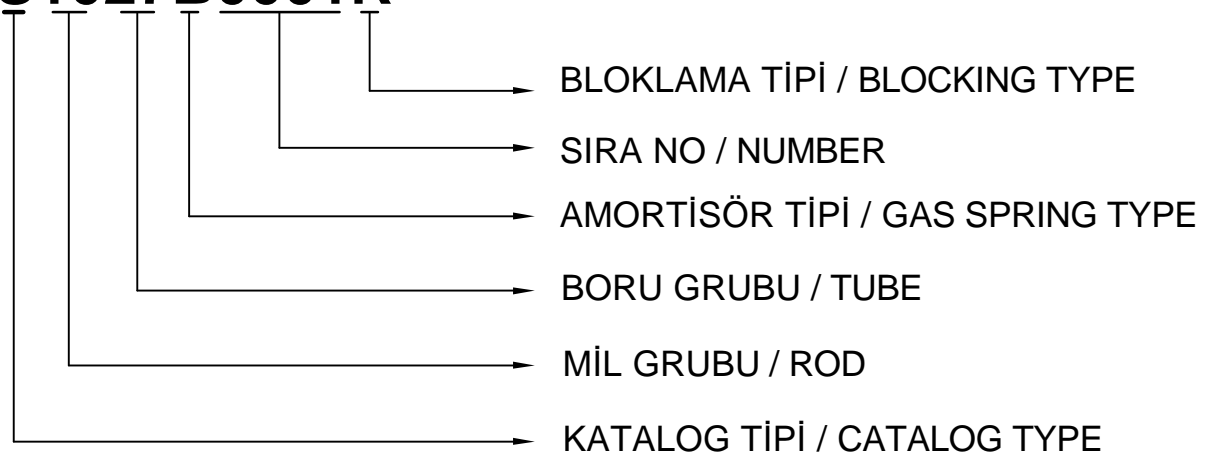 BLOKLAMA TİPİ / BLOCKING TYPE
SIRA NO / NUMBER
AMORTİSÖR TİPİ / GAS SPRING TYPE
BORU GRUBU / TUBE
MİL GRUBU / ROD
KATALOG TİPİ / CATALOG TYPE